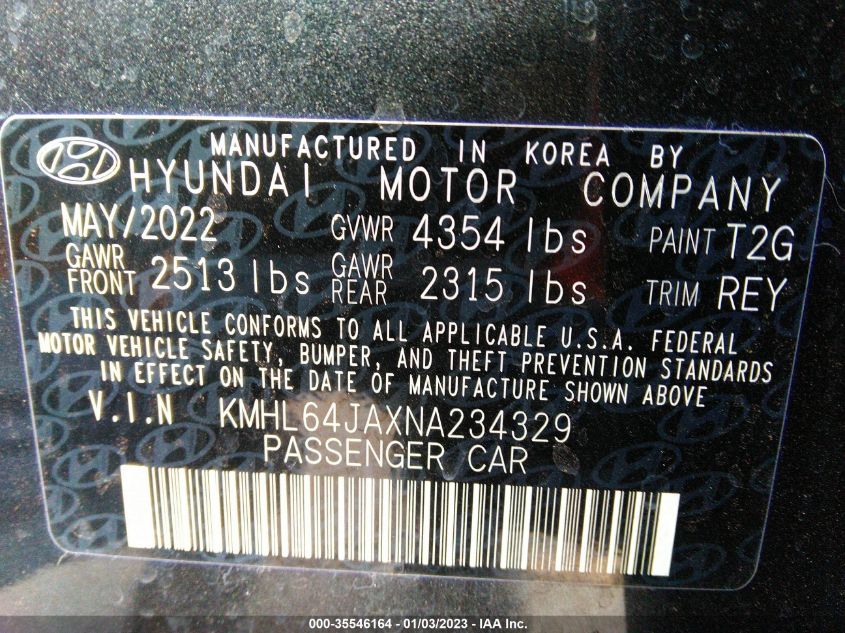 MANUFACTURED IN KOREA BY
HYUNDAI MOTOR COMPANY
MAY/2022 GVWR 4354 lbs PAINT T2G
GAWR FRONT 2513 lbs GAWR REAR 2315 lbs TRIM REY
THIS VEHICLE CONFORMS TO ALL APPLICABLE U.S.A. FEDERAL
MOTOR VEHICLE SAFETY, BUMPER, AND THEFT PREVENTION STANDARDS
IN EFFECT ON THE DATE OF MANUFACTURE SHOWN ABOVE
V.I.N KMHL64JAXNA234329
PASSENGER CAR
000-35546164 - 01/03/2023 - IAA Inc.